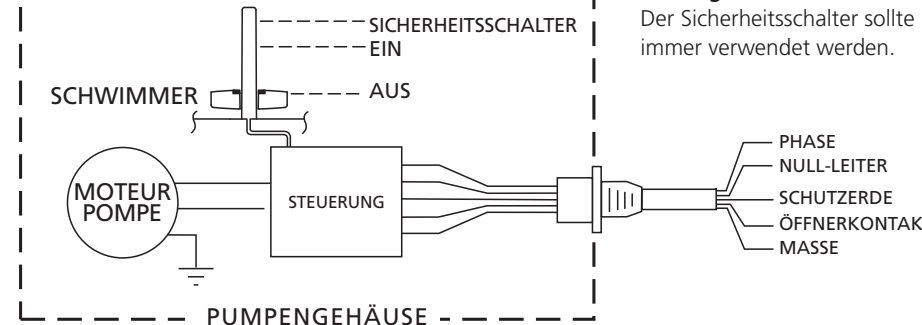 SICHERHEITSSCHALTER
EIN
AUS
SCHWIMMER
Der Sicherheitsschalter sollte
immer verwendet werden.
MOTEUR
POMPE
STEUERUNG
PHASE
NULL-LEITER
SCHUTZERDE
ÖFFNERKONTAK
MASSE
PUMPENGEHÄUSE